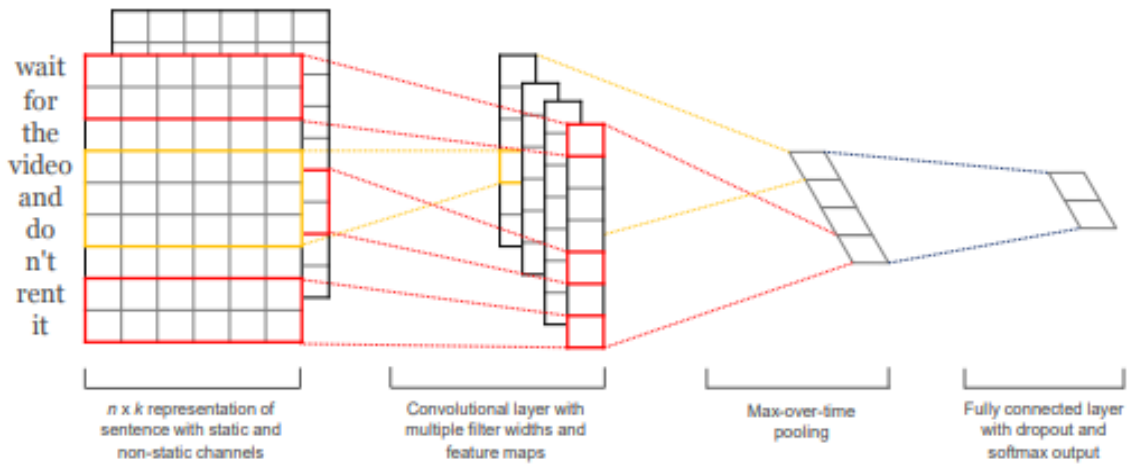 wait
for
the
video
and
do
n't
rent
it
n x k representation of
sentence with static and
non-static channels
Convolutional layer with
multiple filter widths and
feature maps
Max-over-time
pooling
Fully connected layer
with dropout and
softmax output